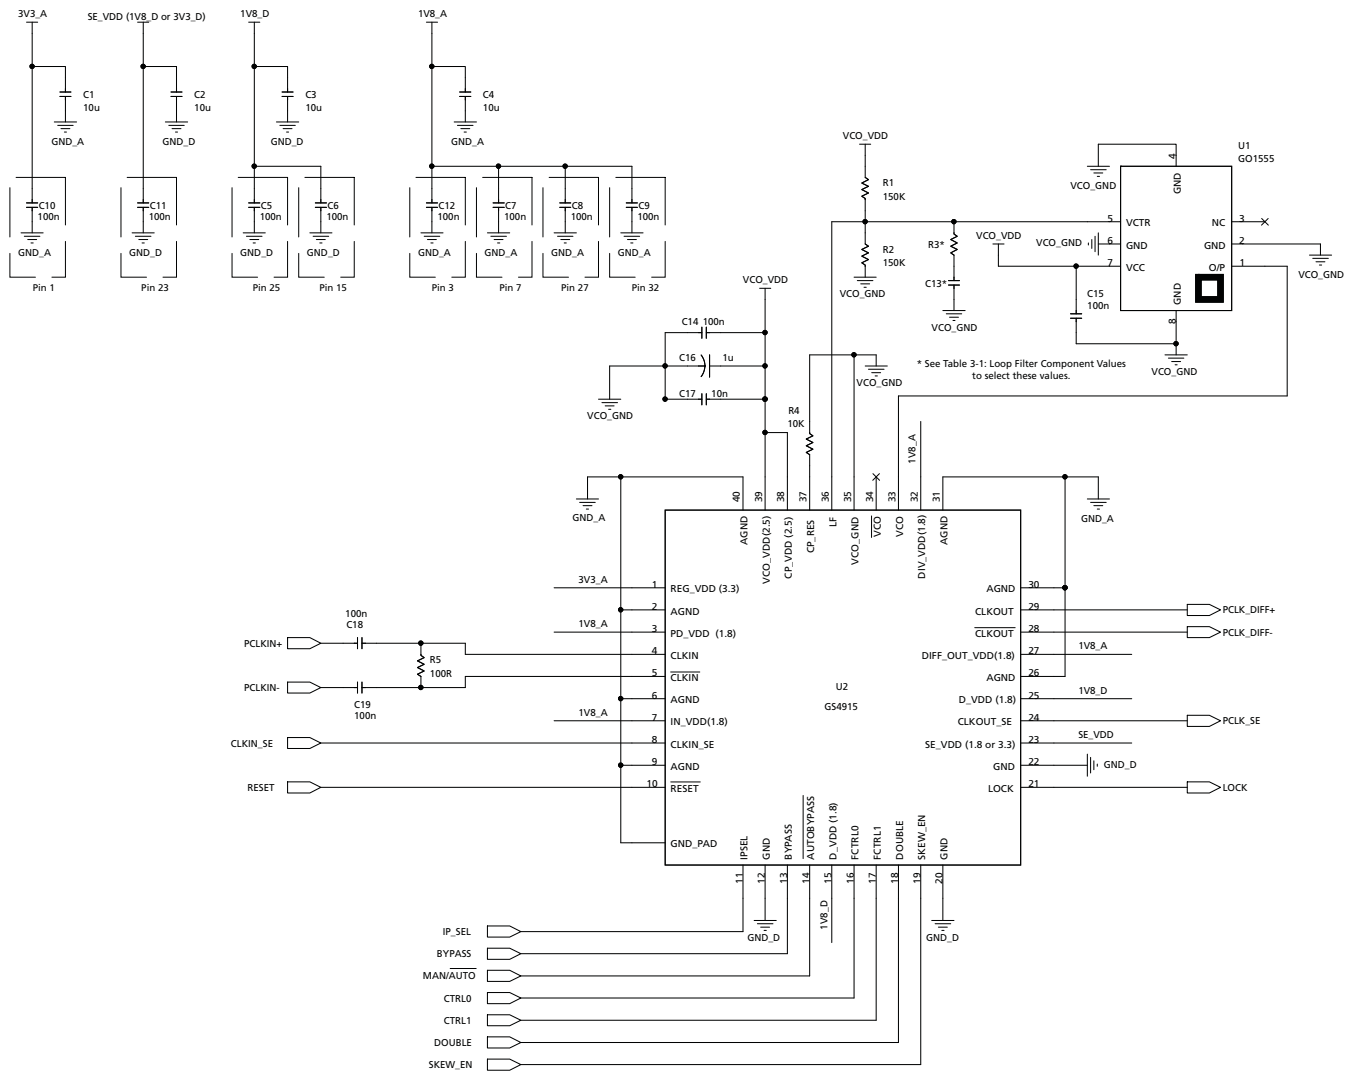 3V3_A
SE_VDD (1V8_D or 3V3_D)
1V8_D
1V8_A
C1
10u
GND_A
C2
10u
GND_D
C3
10u
GND_D
C4
10u
GND_A
C10
100n
GND_A
Pin 1
C11
100n
GND_D
Pin 23
C5
100n
GND_D
Pin 25
C6
100n
GND_D
Pin 15
C12
100n
GND_A
Pin 3
C7
100n
GND_A
Pin 7
C8
100n
GND_A
Pin 27
C9
100n
GND_A
Pin 32
VCO_VDD
R1
150K
R2
150K
VCO_GND
R3*
C13*
VCO_GND
VCO_VDD
VCO_GND
VCO_GND
C15
100n
VCO_GND
VCO_GND
U1
GO1555
4
GND
5
VCTR
6
GND
7
VCC
NC
3
GND
2
O/P
1
GND
8
* See Table 3-1: Loop Filter Component Values
to select these values.
VCO_VDD
C14 100n
C16 1u
C17 10n
VCO_GND
VCO_GND
R4
10K
1V8_A
GND_A
GND_A
40
39
38
37
36
35
34
33
32
31
AGND
VCO_VDD(2.5)
CP_VDD (2.5)
CP_RES
LF
VCO_GND
VCO
VCO
DIV_VDD(1.8)
AGND
3V3_A
1
REG_VDD (3.3)
2
AGND
1V8_A
3
PD_VDD (1.8)
4
CLKIN
5
CLKIN
6
AGND
1V8_A
7
IN_VDD(1.8)
8
CLKIN_SE
9
AGND
10
RESET
GND_PAD
100n
C18
PCLKIN+
R5
100R
PCLKIN-
C19
100n
CLKIN_SE
RESET
U2
GS4915
AGND
30
CLKOUT
29
PCLK_DIFF+
CLKOUT
28
PCLK_DIFF-
DIFF_OUT_VDD(1.8)
27
1V8_A
AGND
26
D_VDD (1.8)
25
1V8_D
CLKOUT_SE
24
PCLK_SE
SE_VDD (1.8 or 3.3)
23
SE_VDD
GND
22
GND_D
LOCK
21
LOCK
IPSEL
GND
BYPASS
AUTOBYPASS
D_VDD (1.8)
FCTRL0
FCTRL1
DOUBLE
SKEW_EN
GND
11
12
13
14
15
16
17
18
19
20
GND_D
1V8_D
GND_D
IP_SEL
BYPASS
MAN/AUTO
CTRL0
CTRL1
DOUBLE
SKEW_EN